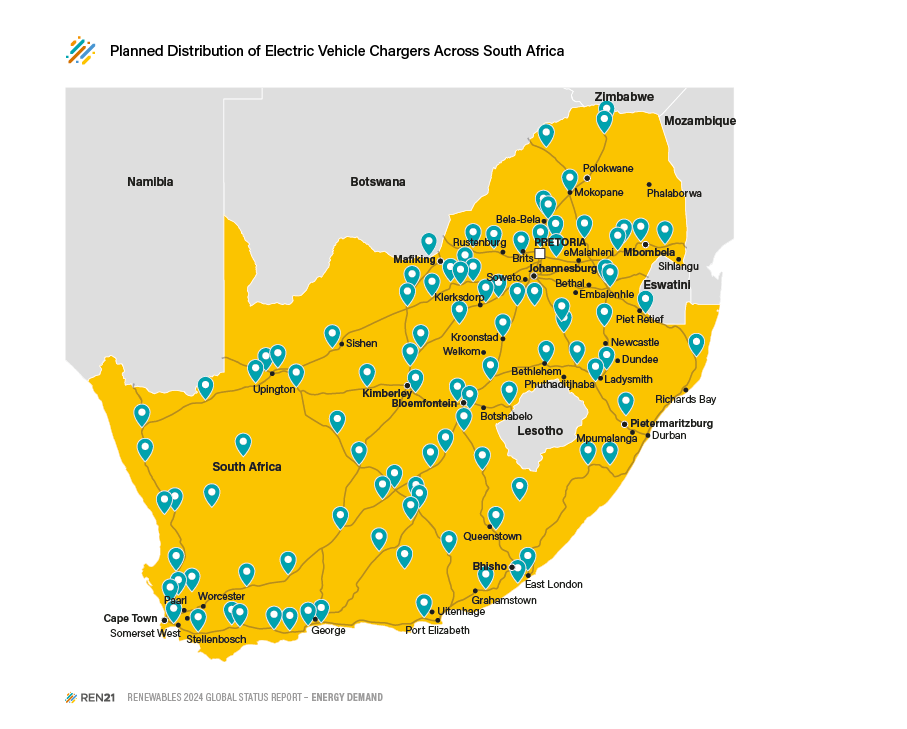 Planned Distribution of Electric Vehicle Chargers Across South Africa
Zimbabwe
Mozambique
Namibia
Botswana
Polokwane
Mokopane
Phalaborwa
Bela-Bela
Rustenburg
PRETORIA
Brits
eMalahleni
Mbombela
Mafiking
Johannesburg
Sihlangu
Soweto
Bethal
Eswatini
Klerksdorp
Embalenhle
Piet Retief
Kroonstad
Sishen
Newcastle
Welkom
Dundee
Bethlehem
Phuthaditjhaba
Ladysmith
Upington
Kimberley
Bloemfontein
Richards Bay
Botshabelo
Pietermaritzburg
Lesotho
Mpumalanga
Durban
South Africa
Queenstown
Bhisho
East London
Worcester
Paarl
Grahamstown
Cape Town
Uitenhage
Somerset West
Stellenbosch
George
Port Elizabeth
REN21
RENEWABLES 2024 GLOBAL STATUS REPORT – ENERGY DEMAND